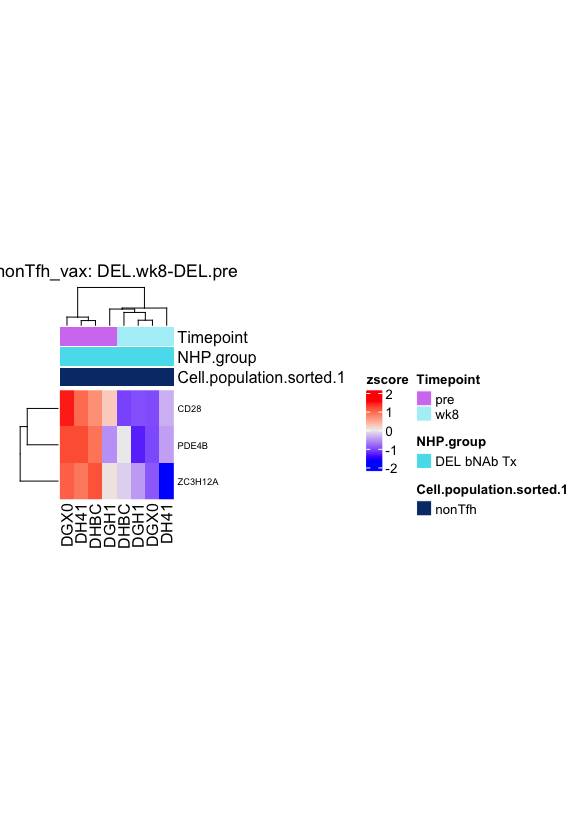 nonTfh_vax: DEL.wk8-DEL.pre
Timepoint
NHP.group
Cell.population.sorted.1
CD28
PDE4B
ZC3H12A
DGX0
DH41
DHBC
DGH1
DHBC
DGH1
DGX0
DH41
zscore
2
1
0
-1
-2
Timepoint
pre
wk8
NHP.group
DEL bNAb Tx
Cell.population.sorted.1
nonTfh